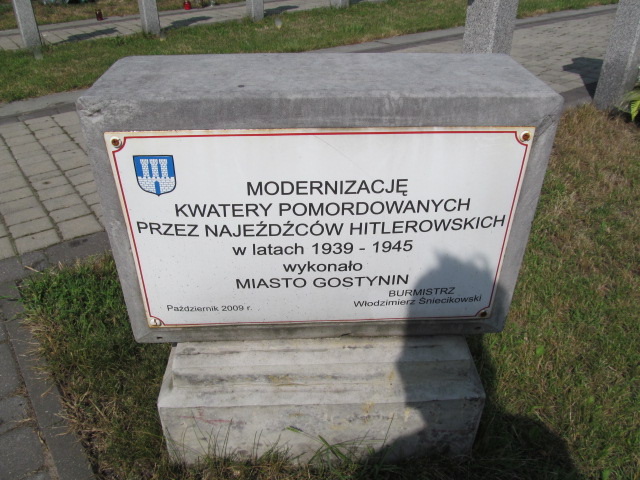 MODERNIZACJĘ
KWATERY POMORDOWANYCH
PRZEZ NAJEŹDŹCÓW HITLEROWSKICH
w latach 1939 - 1945
wykonało
MIASTO GOSTYNIN
BURMISTRZ
Październik 2009 r. Włodzimierz Śniecikowski